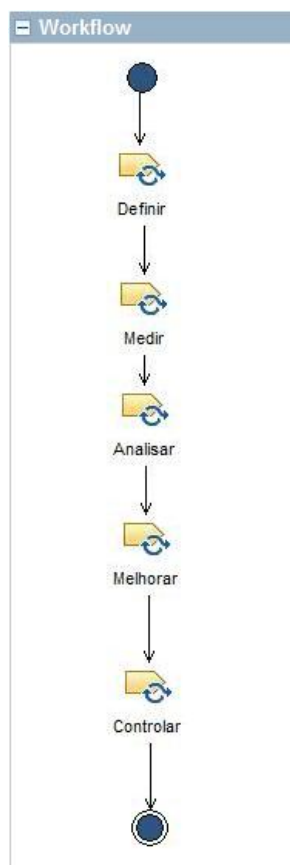 Workflow
Definir
Medir
Analisar
Melhorar
Controlar